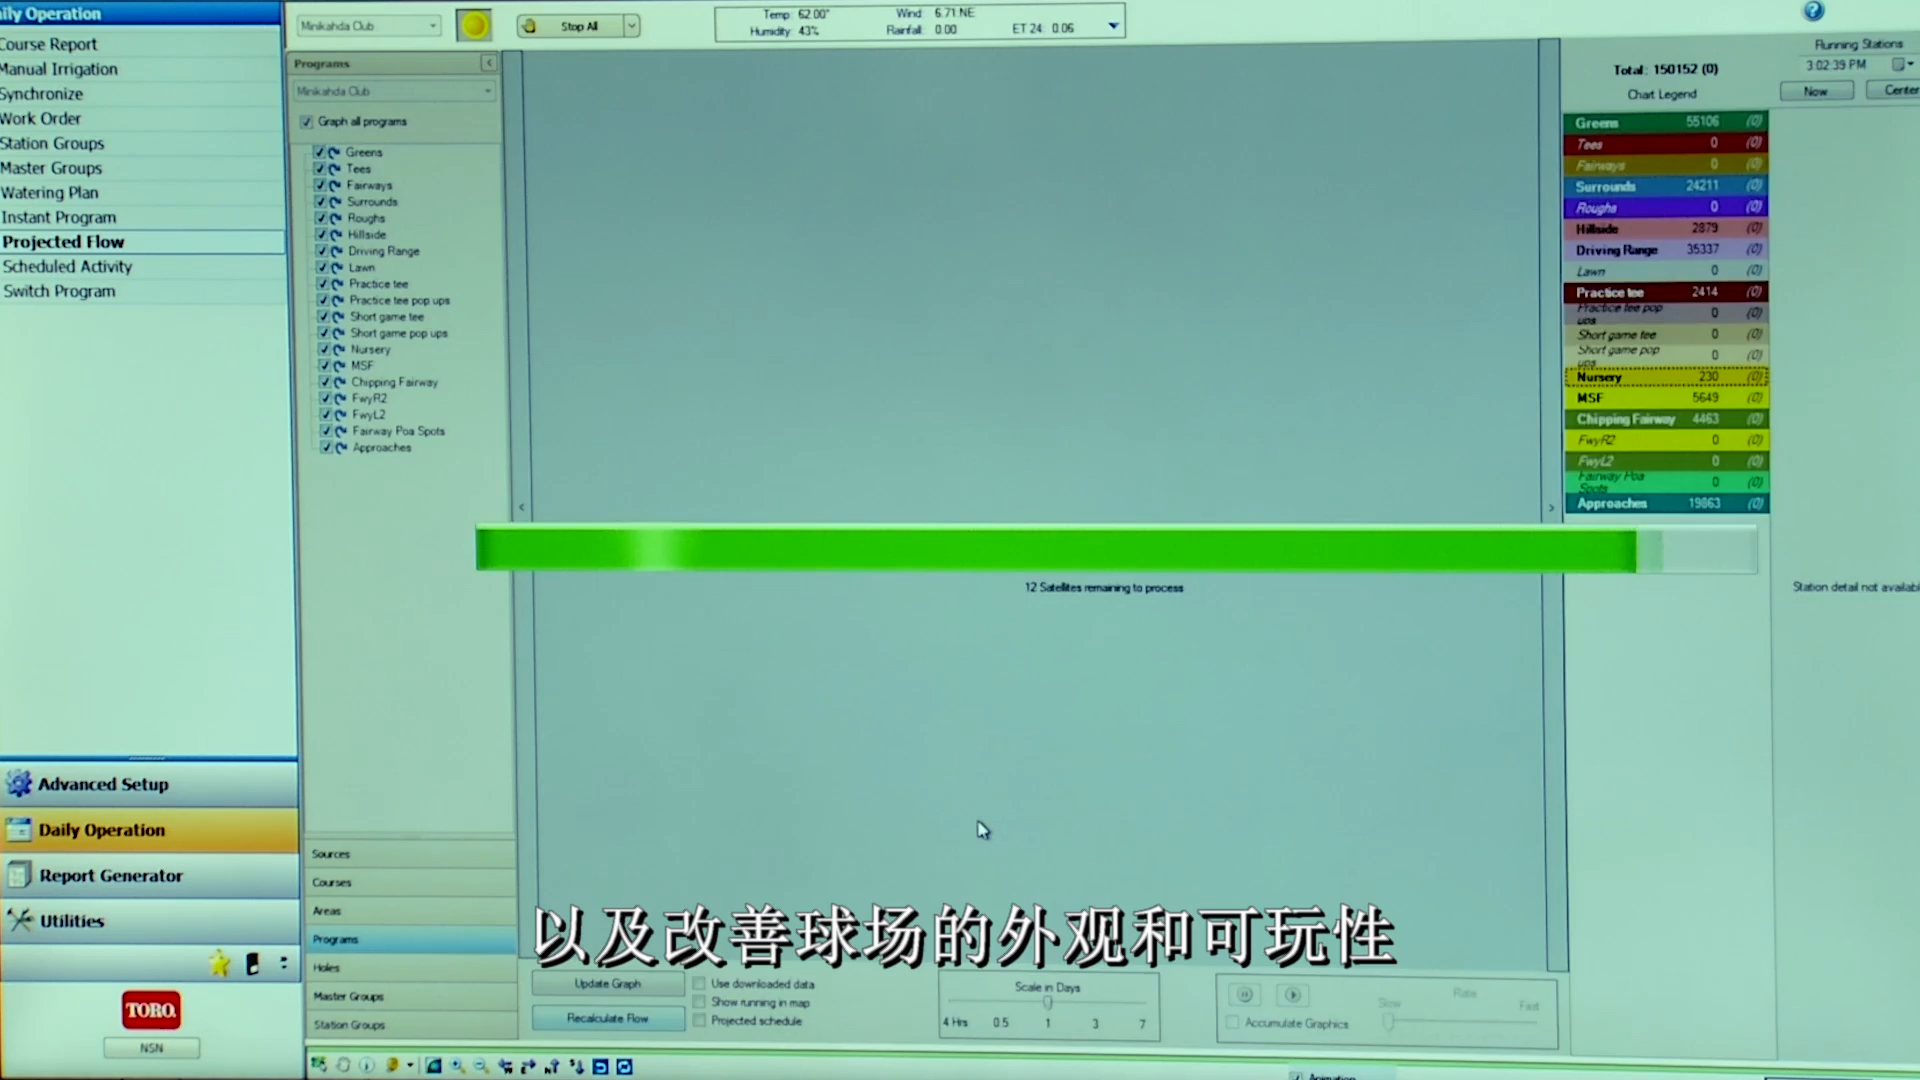 Daily Operation
Course Report
Manual Irrigation
Synchronize
Work Order
Station Groups
Master Groups
Watering Plan
Instant Program
Projected Flow
Scheduled Activity
Switch Program
Advanced Setup
Daily Operation
Report Generator
Utilities
TORO
NSN
Minikahda Club
Stop All
Temp: 62.00°
Wind: 6.71 NE
Humidity: 43%
Rainfall: 0.00
ET 24: 0.06
Programs
Minikahda Club
Graph all programs
Greens
Tees
Fairways
Surrounds
Roughs
Hillside
Driving Range
Lawn
Practice tee
Practice tee pop ups
Short game tee
Short game pop ups
Nursery
MSF
Chipping Fairway
FwyR2
FwyL2
Fairway Poa Spots
Approaches
Sources
Courses
Areas
Programs
Holes
Master Groups
Station Groups
12 Satellites remaining to process
以及改善球场的外观和可玩性
Update Graph
Recalculate Flow
Use downloaded data
Show running in map
Projected schedule
Scale in Days
4 Hrs 0.5 1 3 7
Rate
Slow
Fast
Accumulate Graphics
Animation
Total: 150152 (0)
Chart Legend
Greens 55106 (0)
Tees 0 (0)
Fairways 0 (0)
Surrounds 24211 (0)
Roughs 0 (0)
Hillside 2879 (0)
Driving Range 35337 (0)
Lawn 0 (0)
Practice tee 2414 (0)
Practice tee pop ups 0 (0)
Short game tee 0 (0)
Short game pop ups 0 (0)
Nursery 230 (0)
MSF 5649 (0)
Chipping Fairway 4463 (0)
FwyR2 0 (0)
FwyL2 0 (0)
Fairway Poa Spots 0 (0)
Approaches 19863 (0)
Running Stations
3:02:39 PM
Now
Center
Station detail not availabl